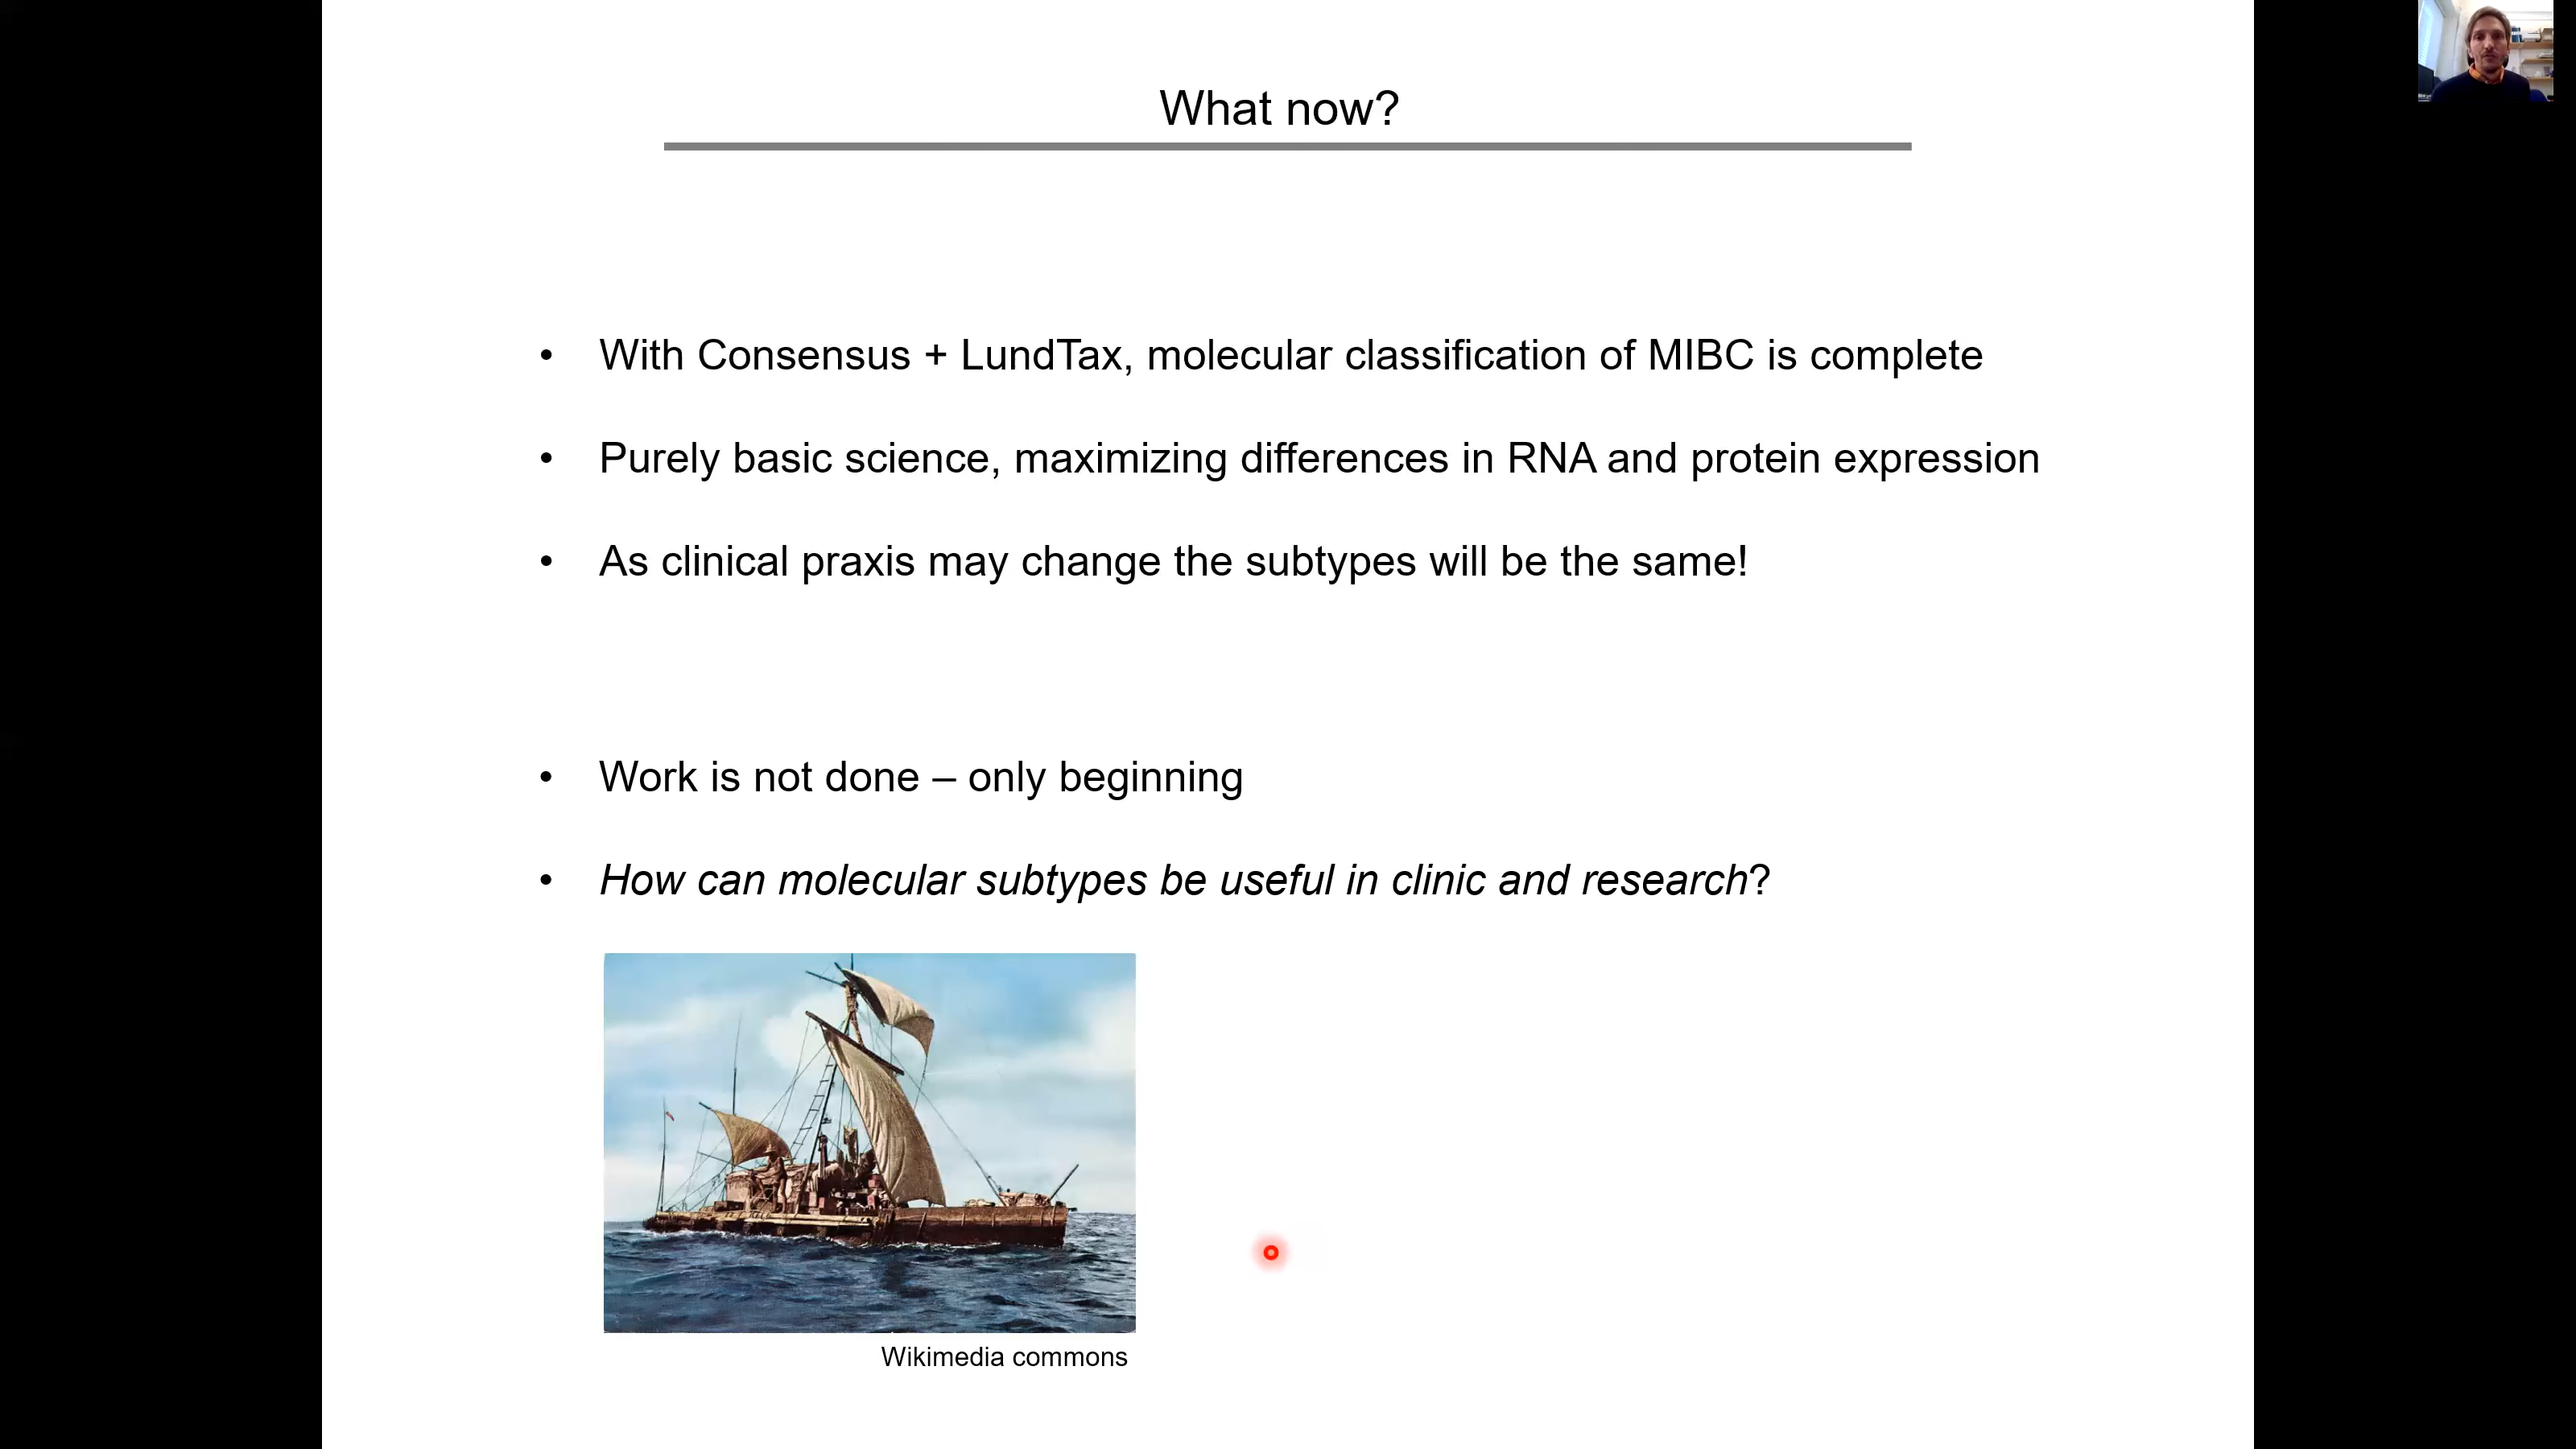 What now?
• With Consensus + LundTax, molecular classification of MIBC is complete
• Purely basic science, maximizing differences in RNA and protein expression
• As clinical praxis may change the subtypes will be the same!
• Work is not done – only beginning
• How can molecular subtypes be useful in clinic and research?
Wikimedia commons